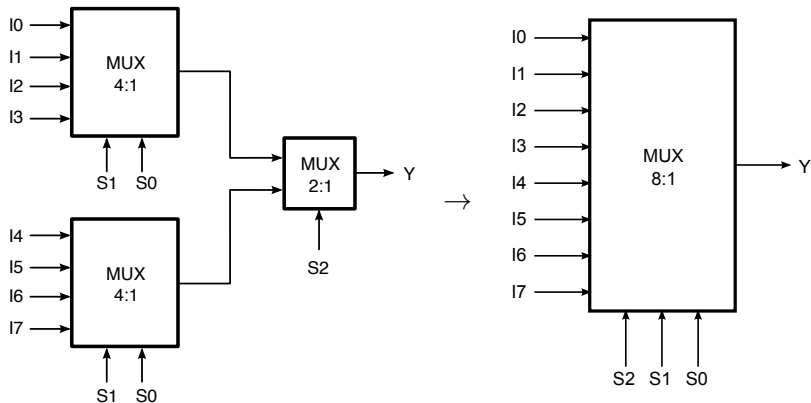 I0
I1
I2
I3
MUX
4:1
S1 S0
I4
I5
I6
I7
MUX
4:1
S1 S0
MUX
2:1
S2
Y
→
I0
I1
I2
I3
I4
I5
I6
I7
MUX
8:1
S2 S1 S0
Y